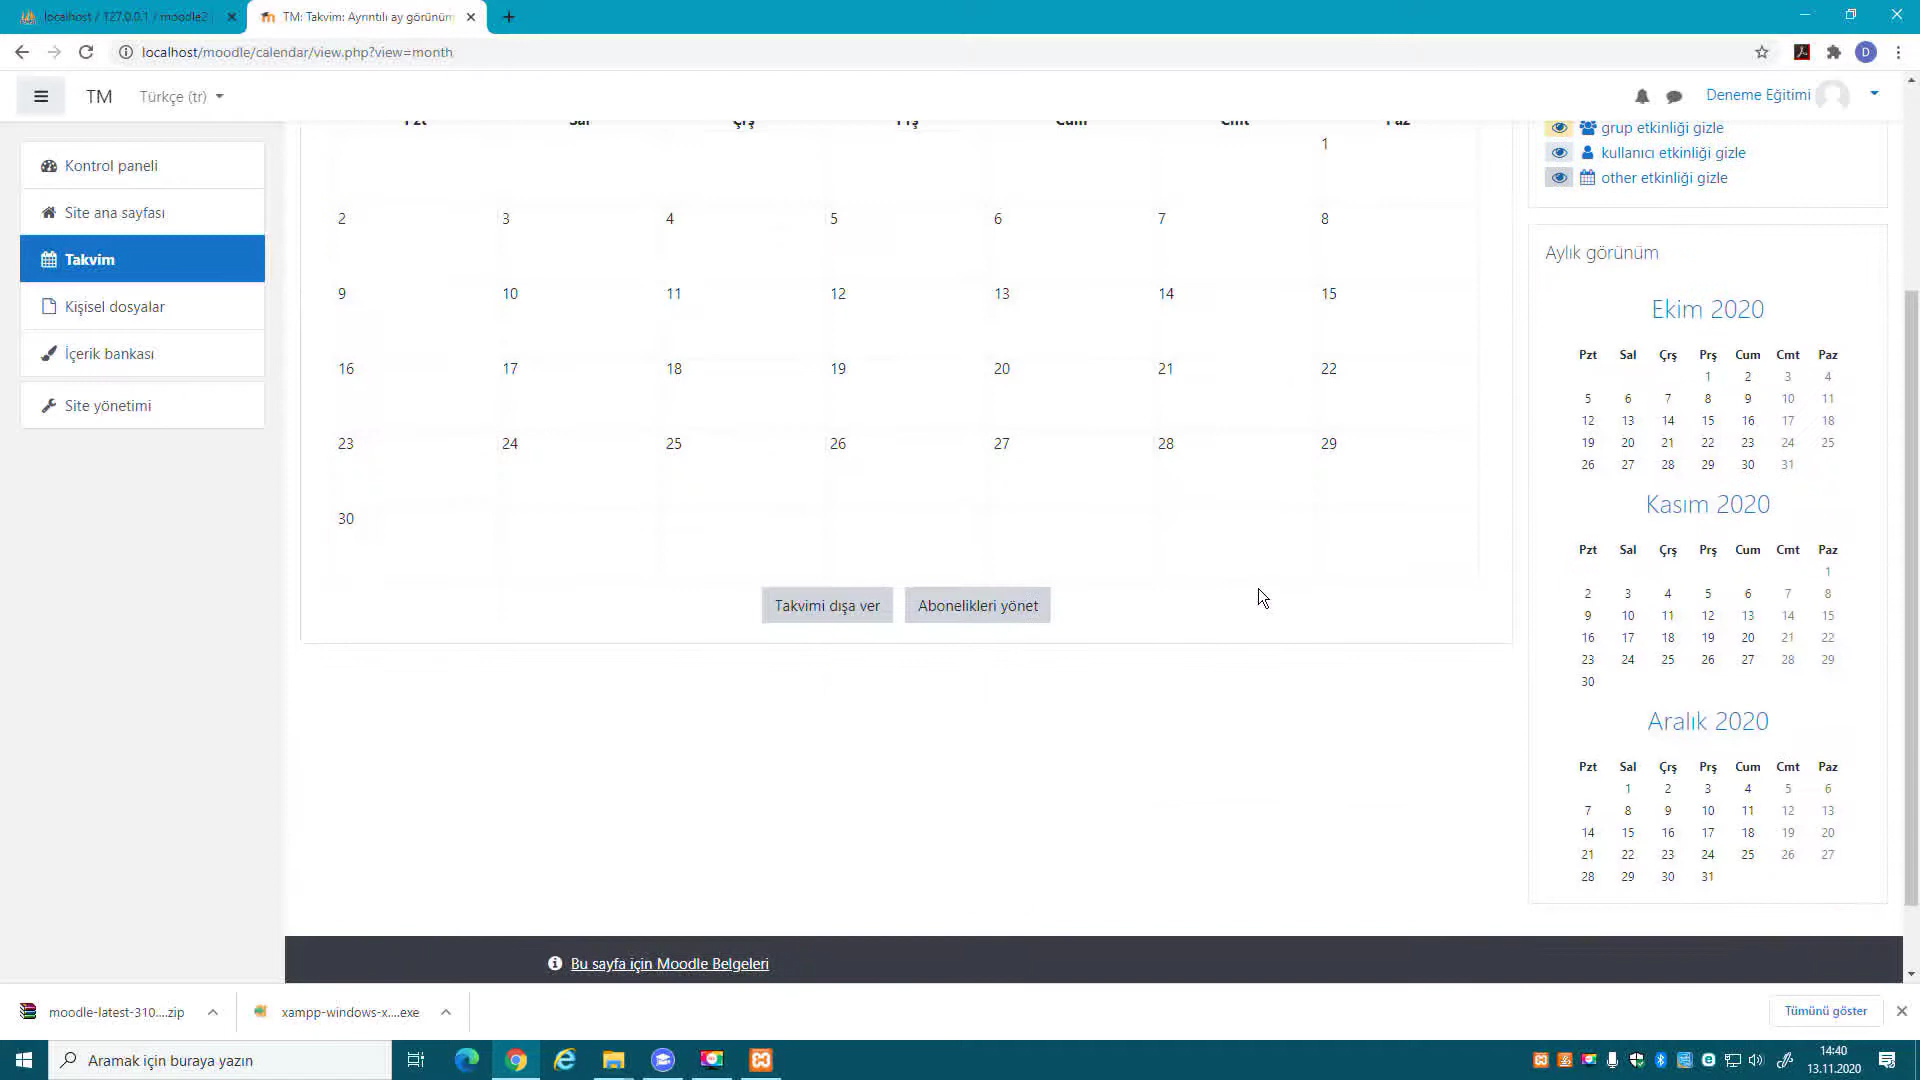 localhost / 127.0.0.1 / moodle2
TM: Takvim: Ayrıntılı ay görünüm
localhost/moodle/calendar/view.php?view=month
TM
Türkçe (tr)
Deneme Eğitimi
D
Kontrol paneli
Site ana sayfası
Takvim
Kişisel dosyalar
İçerik bankası
Site yönetimi
Pzt Sal Çrş Prş Cum Cmt Paz
1
2 3 4 5 6 7 8
9 10 11 12 13 14 15
16 17 18 19 20 21 22
23 24 25 26 27 28 29
30
Takvimi dışa ver
Abonelikleri yönet
grup etkinliği gizle
kullanıcı etkinliği gizle
other etkinliği gizle
Aylık görünüm
Ekim 2020
Pzt Sal Çrş Prş Cum Cmt Paz
1 2 3 4
5 6 7 8 9 10 11
12 13 14 15 16 17 18
19 20 21 22 23 24 25
26 27 28 29 30 31
Kasım 2020
Pzt Sal Çrş Prş Cum Cmt Paz
1
2 3 4 5 6 7 8
9 10 11 12 13 14 15
16 17 18 19 20 21 22
23 24 25 26 27 28 29
30
Aralık 2020
Pzt Sal Çrş Prş Cum Cmt Paz
1 2 3 4 5 6
7 8 9 10 11 12 13
14 15 16 17 18 19 20
21 22 23 24 25 26 27
28 29 30 31
Bu sayfa için Moodle Belgeleri
moodle-latest-310....zip
xampp-windows-x....exe
Tümünü göster
Aramak için buraya yazın
14:40
13.11.2020